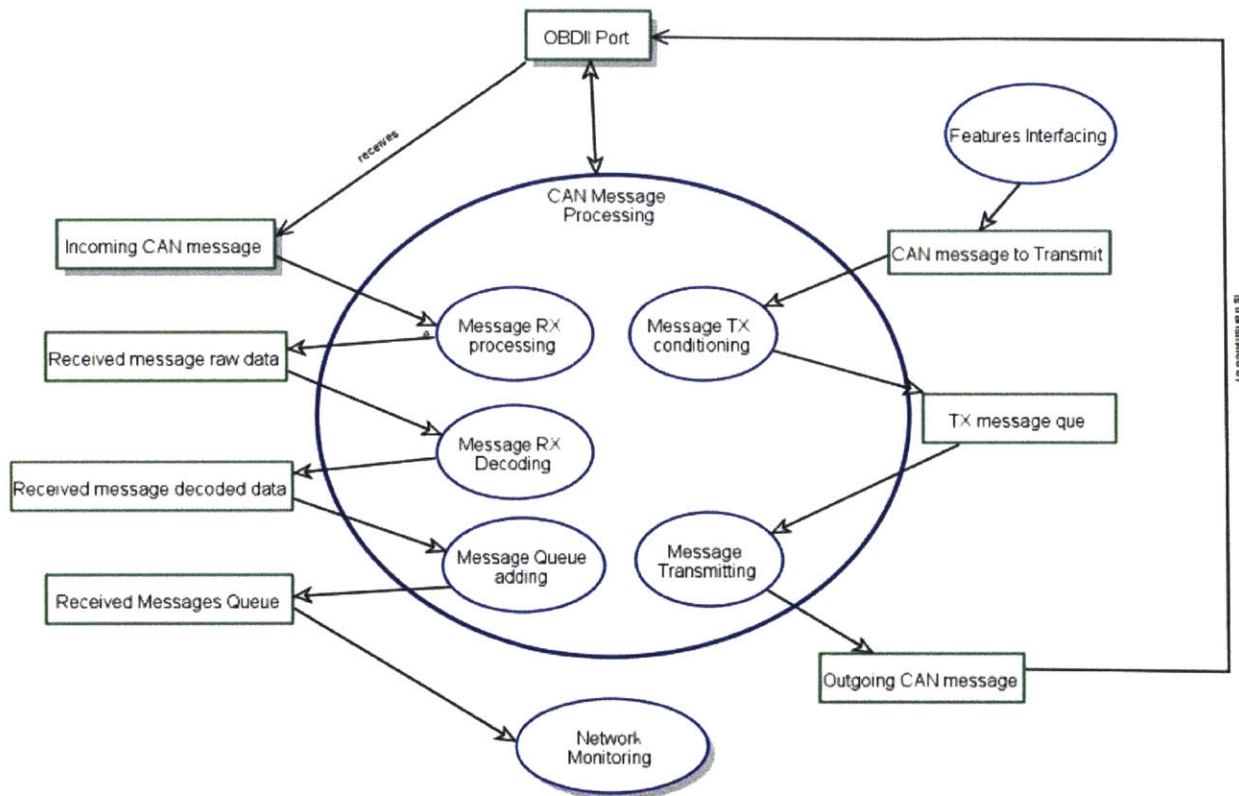 OBDII Port
receives
Features Interfacing
CAN Message
Processing
Incoming CAN message
CAN message to Transmit
Message RX
processing
Message TX
conditioning
Received message raw data
TX message que
Message RX
Decoding
Received message decoded data
Message Queue
adding
Message
Transmitting
Received Messages Queue
Outgoing CAN message
Network
Monitoring